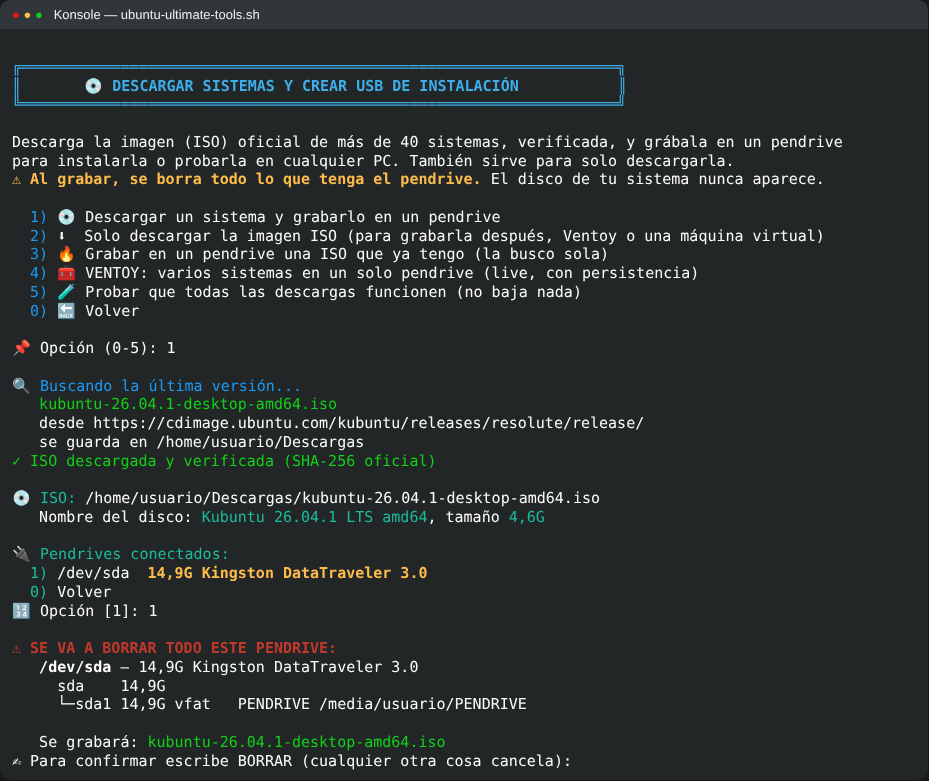 Konsole — ubuntu-ultimate-tools.sh
💿 DESCARGAR SISTEMAS Y CREAR USB DE INSTALACIÓN
Descarga la imagen (ISO) oficial de más de 40 sistemas, verificada, y grábala en un pendrive
para instalarla o probarla en cualquier PC. También sirve para solo descargarla.
⚠ Al grabar, se borra todo lo que tenga el pendrive. El disco de tu sistema nunca aparece.
1) 💿 Descargar un sistema y grabarlo en un pendrive
2) ⬇ Solo descargar la imagen ISO (para grabarla después, Ventoy o una máquina virtual)
3) 🔥 Grabar en un pendrive una ISO que ya tengo (la busco sola)
4) 🧰 VENTOY: varios sistemas en un solo pendrive (live, con persistencia)
5) 🧪 Probar que todas las descargas funcionen (no baja nada)
0) 🔙 Volver
📌 Opción (0-5): 1
🔍 Buscando la última versión...
kubuntu-26.04.1-desktop-amd64.iso
desde https://cdimage.ubuntu.com/kubuntu/releases/resolute/release/
se guarda en /home/usuario/Descargas
✓ ISO descargada y verificada (SHA-256 oficial)
💿 ISO: /home/usuario/Descargas/kubuntu-26.04.1-desktop-amd64.iso
Nombre del disco: Kubuntu 26.04.1 LTS amd64, tamaño 4,6G
🔌 Pendrives conectados:
1) /dev/sda 14,9G Kingston DataTraveler 3.0
0) Volver
🔢 Opción [1]: 1
⚠ SE VA A BORRAR TODO ESTE PENDRIVE:
/dev/sda — 14,9G Kingston DataTraveler 3.0
sda 14,9G
└─sda1 14,9G vfat PENDRIVE /media/usuario/PENDRIVE
Se grabará: kubuntu-26.04.1-desktop-amd64.iso
✍ Para confirmar escribe BORRAR (cualquier otra cosa cancela):